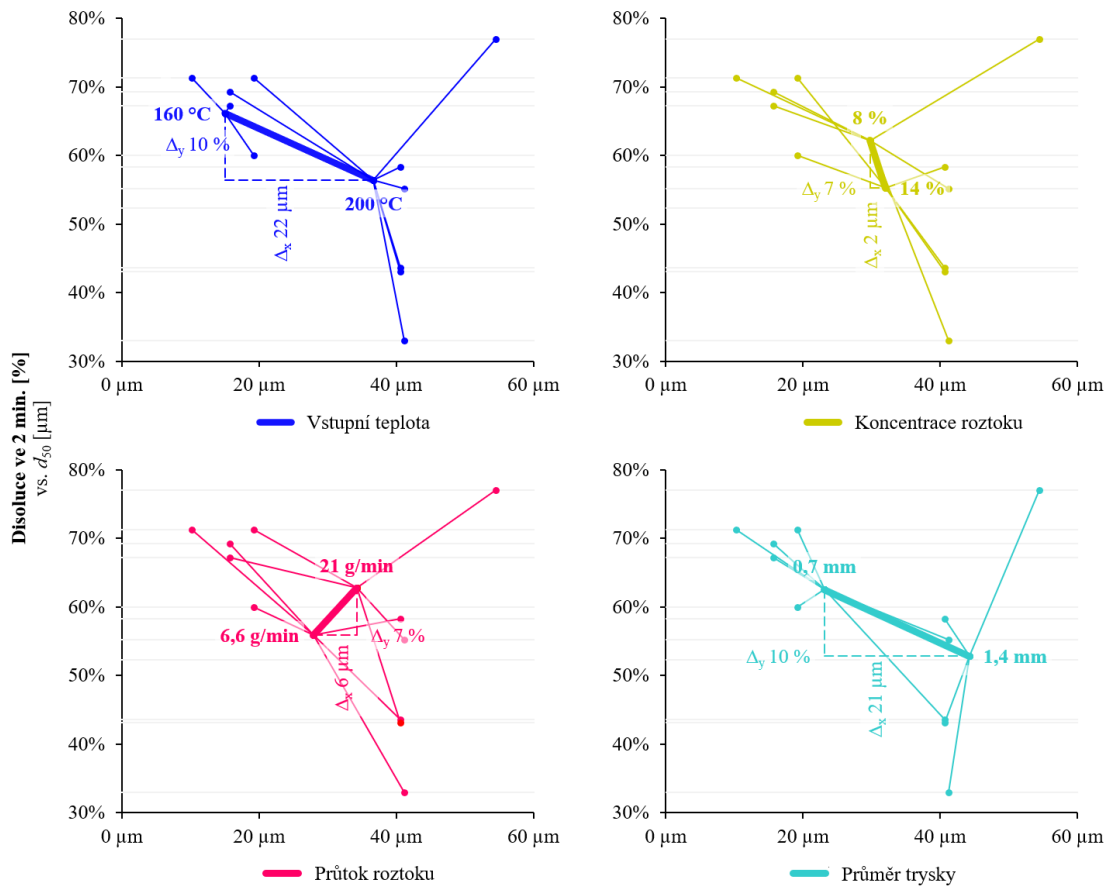 Disoluce ve 2 min. [%]
vs. d50 [µm]
80%
70%
60%
50%
40%
30%
0 µm
20 µm
40 µm
60 µm
160 °C
Δy 10 %
200 °C
Δx 22 µm
Vstupní teplota
80%
70%
60%
50%
40%
30%
0 µm
20 µm
40 µm
60 µm
8 %
Δy 7 %
14 %
Δx 2 µm
Koncentrace roztoku
80%
70%
60%
50%
40%
30%
0 µm
20 µm
40 µm
60 µm
21 g/min
6,6 g/min
Δy 7 %
Δx 6 µm
Průtok roztoku
80%
70%
60%
50%
40%
30%
0 µm
20 µm
40 µm
60 µm
0,7 mm
Δy 10 %
1,4 mm
Δx 21 µm
Průměr trysky